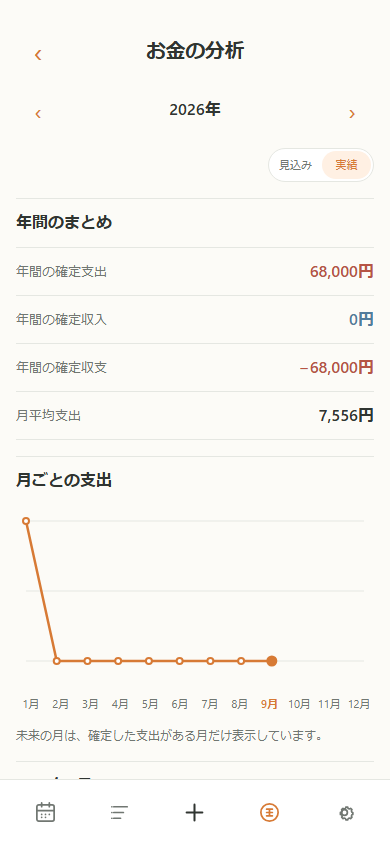 お金の分析
2026年
見込み 実績
年間のまとめ
年間の確定支出 68,000円
年間の確定収入 0円
年間の確定収支 −68,000円
月平均支出 7,556円
月ごとの支出
1月 2月 3月 4月 5月 6月 7月 8月 9月 10月 11月 12月
未来の月は、確定した支出がある月だけ表示しています。